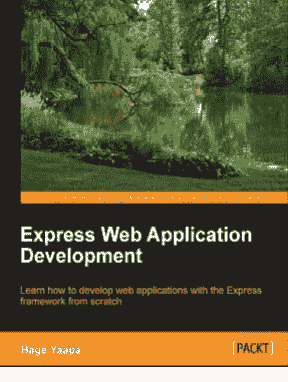 Express Web Application
Development
Learn how to develop web applications with the Express
framework from scratch
Hage Yaapa
[PACKT]